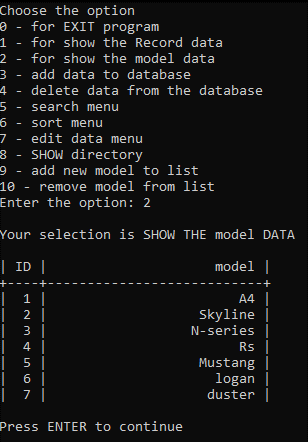 Choose the option
0 - for EXIT program
1 - for show the Record data
2 - for show the model data
3 - add data to database
4 - delete data from the database
5 - search menu
6 - sort menu
7 - edit data menu
8 - SHOW directory
9 - add new model to list
10 - remove model from list
Enter the option: 2
Your selection is SHOW THE model DATA
| ID |                      model |
+----+----------------------------+
|  1 |                         A4 |
|  2 |                    Skyline |
|  3 |                   N-series |
|  4 |                         Rs |
|  5 |                    Mustang |
|  6 |                      logan |
|  7 |                     duster |
Press ENTER to continue